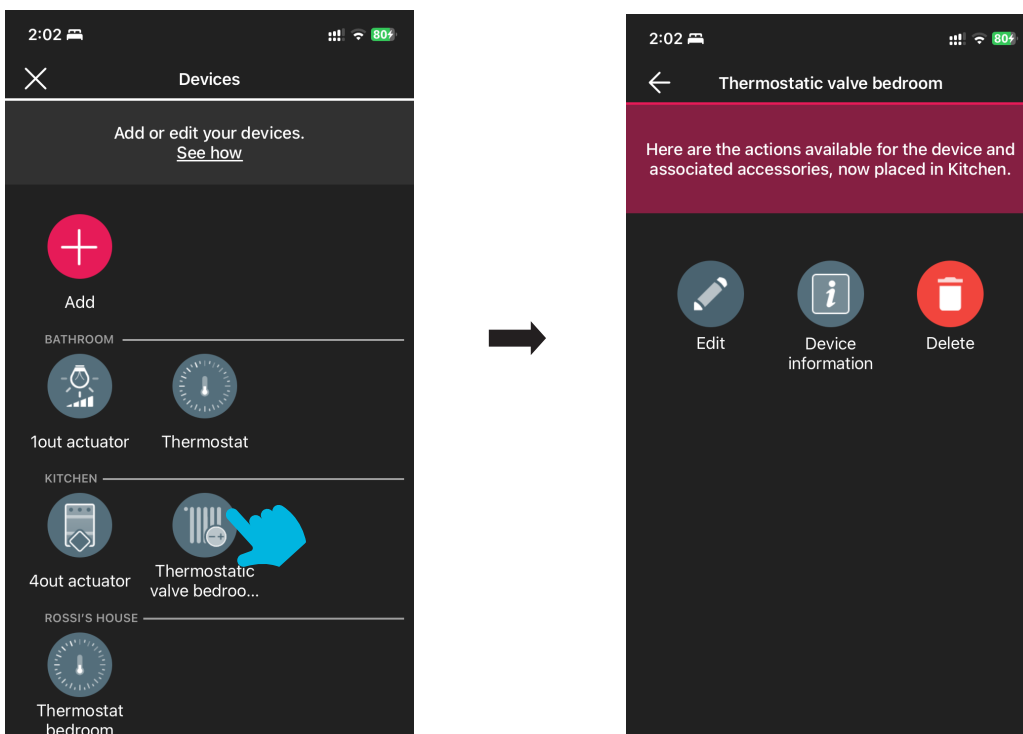 2:02
80
Devices
Add or edit your devices.
See how
Add
BATHROOM
1out actuator
Thermostat
KITCHEN
4out actuator
Thermostatic
valve bedroo...
ROSSI'S HOUSE
Thermostat
bedroom
2:02
80
Thermostatic valve bedroom
Here are the actions available for the device and
associated accessories, now placed in Kitchen.
Edit
Device
information
Delete